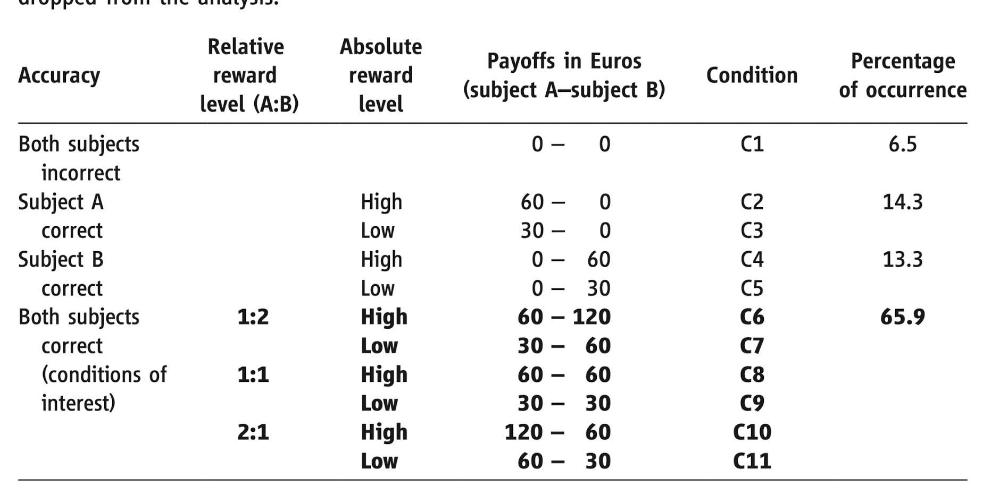 dropped from the analysis.
Accuracy Relative reward level (A:B) Absolute reward level Payoffs in Euros (subject A–subject B) Condition Percentage of occurrence
Both subjects incorrect 0 – 0 C1 6.5
Subject A correct High 60 – 0 C2 14.3
Low 30 – 0 C3
Subject B correct High 0 – 60 C4 13.3
Low 0 – 30 C5
Both subjects correct (conditions of interest) 1:2 High 60 – 120 C6 65.9
Low 30 – 60 C7
1:1 High 60 – 60 C8
Low 30 – 30 C9
2:1 High 120 – 60 C10
Low 60 – 30 C11